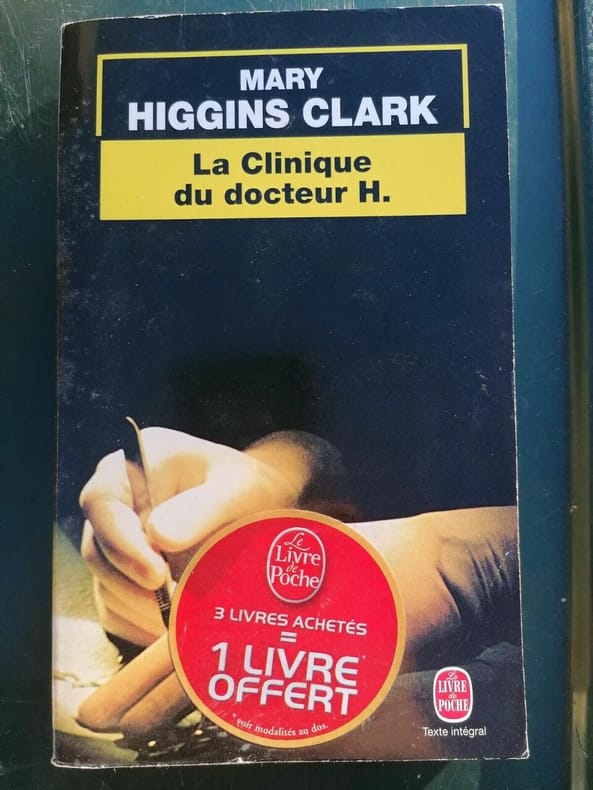 MARY
HIGGINS CLARK
La Clinique
du docteur H.
Le
Livre
de
Poche
3 LIVRES ACHETÉS
=
1 LIVRE*
OFFERT
*voir modalités au dos.
Le
LIVRE
de
POCHE
Texte intégral